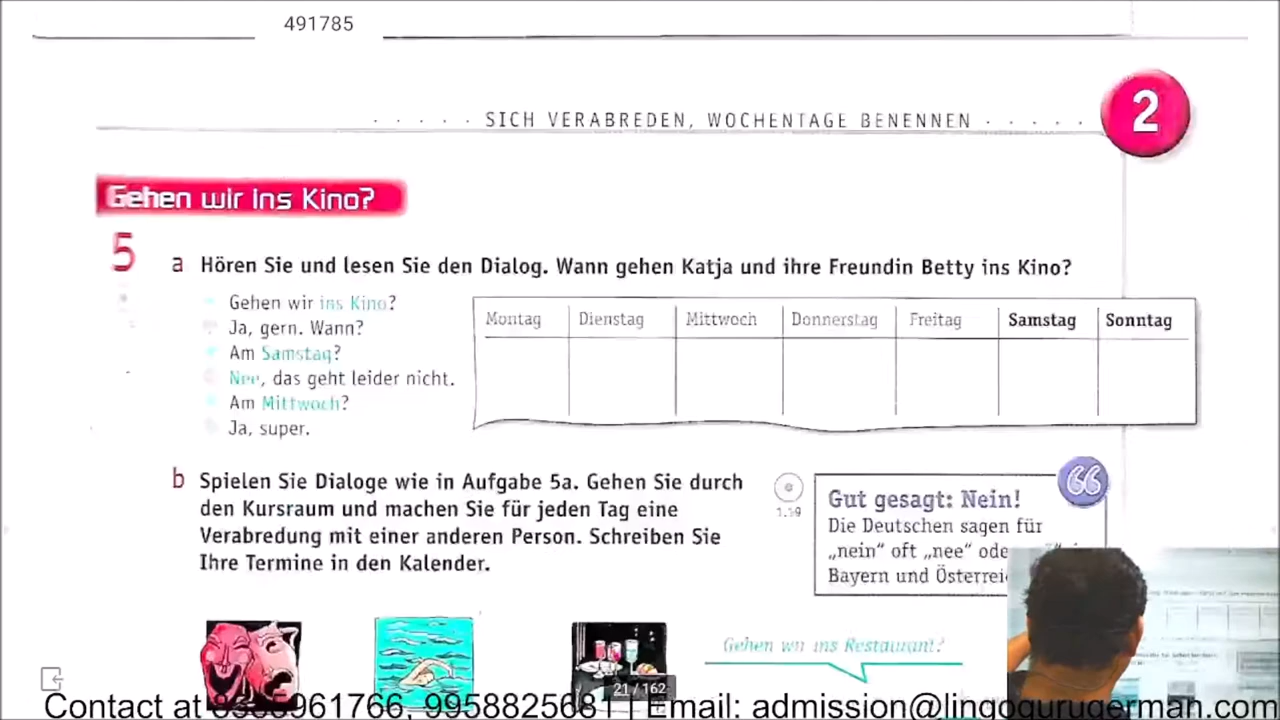 491785
SICH VERABREDEN, WOCHENTAGE BENENNEN
2
Gehen wir ins Kino?
5
a Hören Sie und lesen Sie den Dialog. Wann gehen Katja und ihre Freundin Betty ins Kino?
Gehen wir ins Kino?
Ja, gern. Wann?
Am Samstag?
Nee, das geht leider nicht.
Am Mittwoch?
Ja, super.
Montag Dienstag Mittwoch Donnerstag Freitag Samstag Sonntag
b Spielen Sie Dialoge wie in Aufgabe 5a. Gehen Sie durch
den Kursraum und machen Sie für jeden Tag eine
Verabredung mit einer anderen Person. Schreiben Sie
Ihre Termine in den Kalender.
1.39
Gut gesagt: Nein!
Die Deutschen sagen für
„nein“ oft „nee“
Bayern und
Gehen wir ins Restaurant?
21 / 162
Contact at 9958825681 | Email: admission@lingogurugerman.com